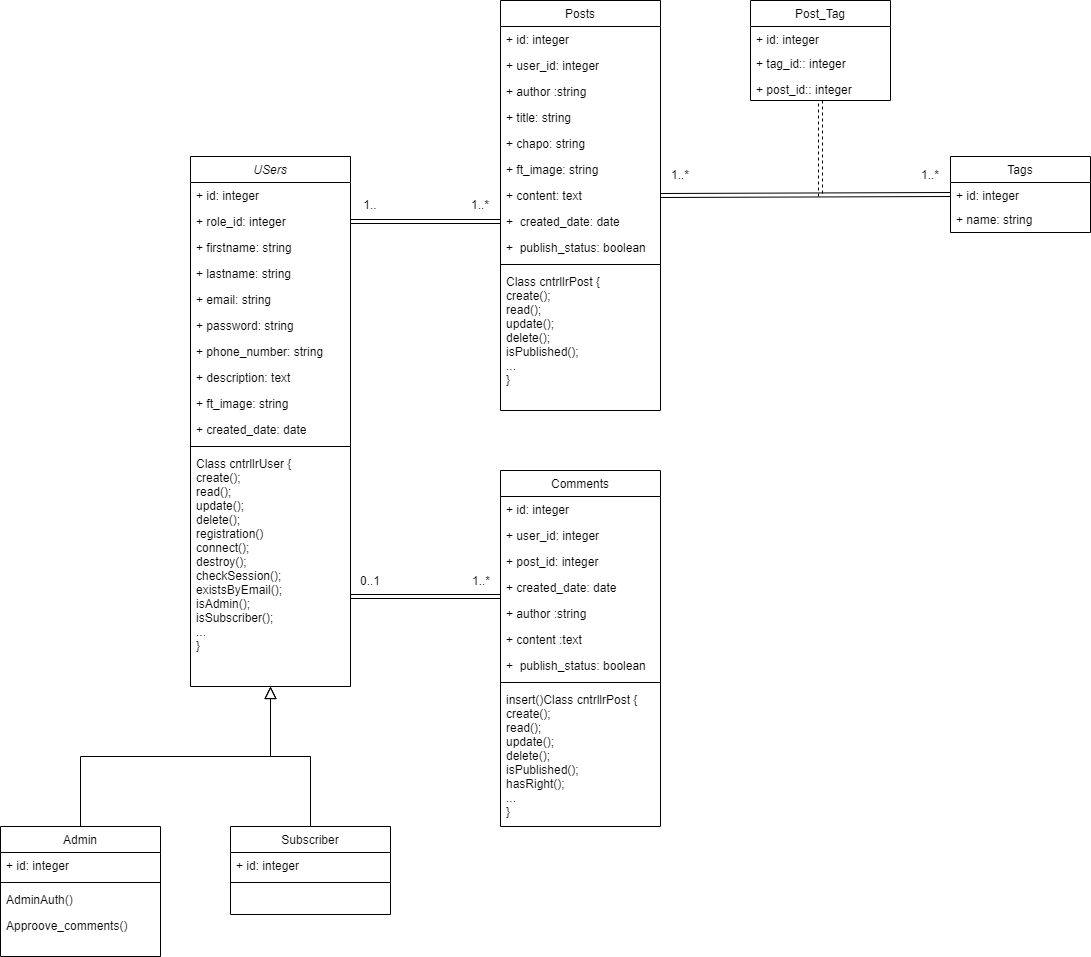 Posts
+ id: integer
+ user_id: integer
+ author :string
+ title: string
+ chapo: string
+ ft_image: string
+ content: text
+  created_date: date
+  publish_status: boolean
Class cntrllrPost {
create();
read();
update();
delete();
isPublished();
...
}
Post_Tag
+ id: integer
+ tag_id:: integer
+ post_id:: integer
1..*
1..*
Tags
+ id: integer
+ name: string
USers
+ id: integer
+ role_id: integer
+ firstname: string
+ lastname: string
+ email: string
+ password: string
+ phone_number: string
+ description: text
+ ft_image: string
+ created_date: date
Class cntrllrUser {
create();
read();
update();
delete();
registration()
connect();
destroy();
checkSession();
existsByEmail();
isAdmin();
isSubscriber();
...
}
1..
1..*
0..1
1..*
Comments
+ id: integer
+ user_id: integer
+ post_id: integer
+ created_date: date
+ author :string
+ content :text
+  publish_status: boolean
insert()Class cntrllrPost {
create();
read();
update();
delete();
isPublished();
hasRight();
...
}
Admin
+ id: integer
AdminAuth()
Approove_comments()
Subscriber
+ id: integer